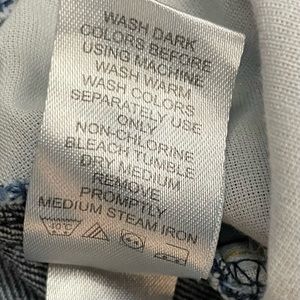 WASH DARK
COLORS BEFORE
USING MACHINE
WASH WARM
WASH COLORS
SEPARATELY USE
ONLY
NON-CHLORINE
BLEACH TUMBLE
DRY MEDIUM
REMOVE
PROMPTLY
MEDIUM STEAM IRON